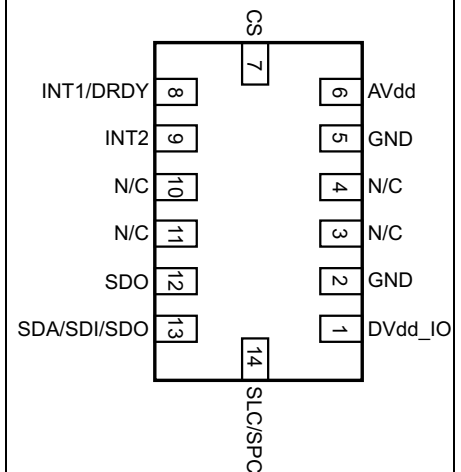 CS
7
INT1/DRDY 8
6 AVdd
INT2 9
5 GND
N/C 10
4 N/C
N/C 11
3 N/C
SDO 12
2 GND
SDA/SDI/SDO 13
1 DVdd_IO
14
SLC/SPC